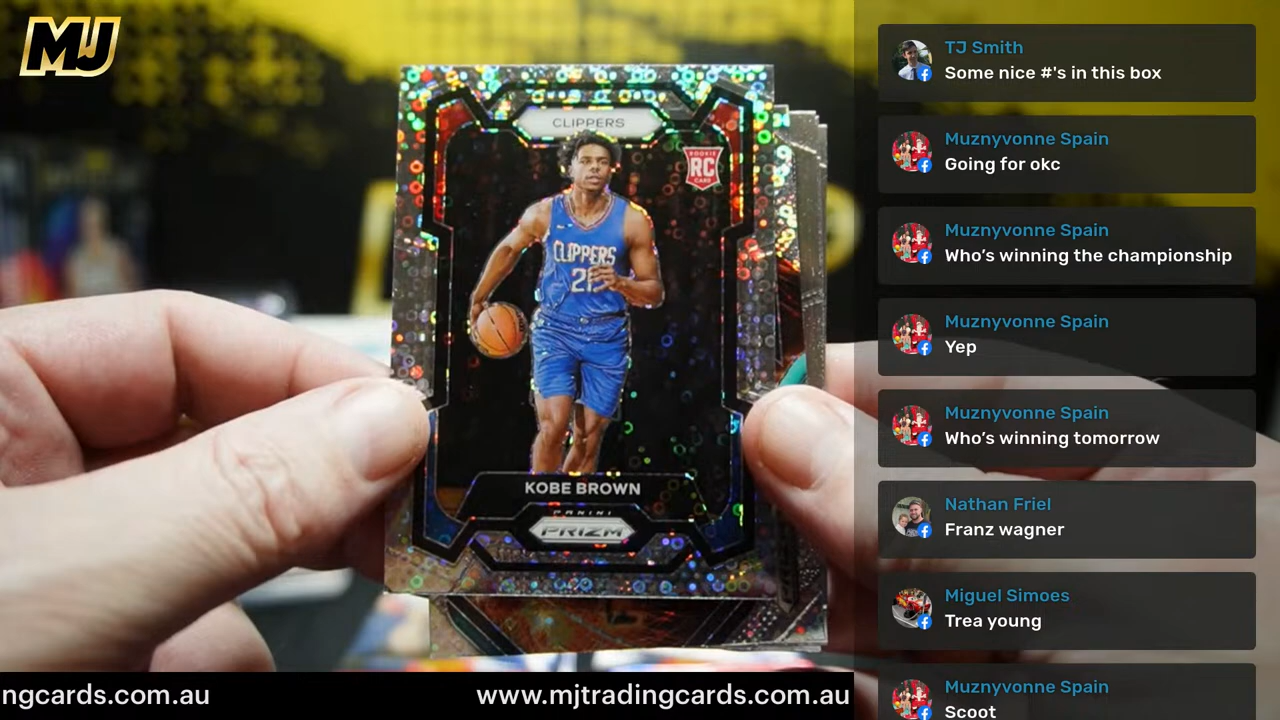 MJ
CLIPPERS
ROOKIE
RC
CARD
CLIPPERS
21
KOBE BROWN
PANINI
PRIZM
ngcards.com.au
www.mjtradingcards.com.au
TJ Smith
Some nice #'s in this box
Muznyvonne Spain
Going for okc
Muznyvonne Spain
Who's winning the championship
Muznyvonne Spain
Yep
Muznyvonne Spain
Who's winning tomorrow
Nathan Friel
Franz wagner
Miguel Simoes
Trea young
Muznyvonne Spain
Scoot